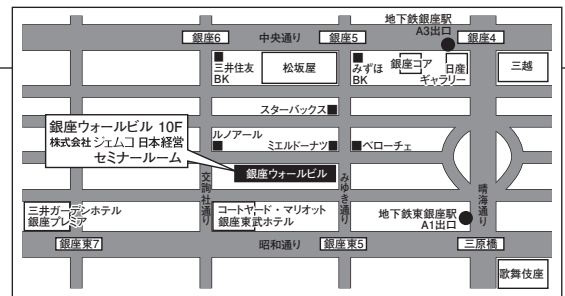 地下鉄銀座駅
A3出口
銀座6
中央通り
銀座5
銀座4
三井住友
BK
松坂屋
みずほ
BK
銀座コア
日産
ギャラリー
三越
スターバックス
銀座ウォールビル 10F
株式会社 ジェムコ 日本経営
セミナールーム
ルノアール
ミエルドーナツ
ベローチェ
銀座ウォールビル
交詢社通り
みゆき通り
晴海通り
三井ガーデンホテル
銀座プレミア
コートヤード・マリオット
銀座東武ホテル
地下鉄東銀座駅
A1出口
銀座東7
昭和通り
銀座東5
三原橋
歌舞伎座